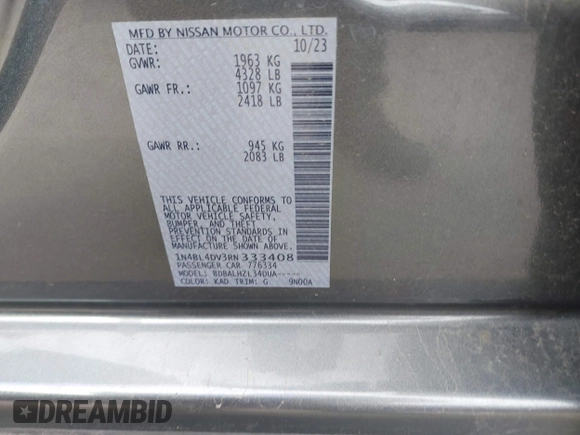 MFD BY NISSAN MOTOR CO., LTD.
DATE: 10/23
GVWR: 1963 KG
4328 LB
GAWR FR.: 1097 KG
2418 LB
GAWR RR.: 945 KG
2083 LB
THIS VEHICLE CONFORMS TO
ALL APPLICABLE FEDERAL
MOTOR VEHICLE SAFETY,
BUMPER, AND THEFT
PREVENTION STANDARDS IN
EFFECT ON THE DATE OF
MANUFACTURE SHOWN ABOVE.
1N4BL4DV3RN333408
PASSENGER CAR 776334
MODEL: BDBALHZL34DUA-----
COLOR: KAD TRIM: G 9N00A
DREAMBID